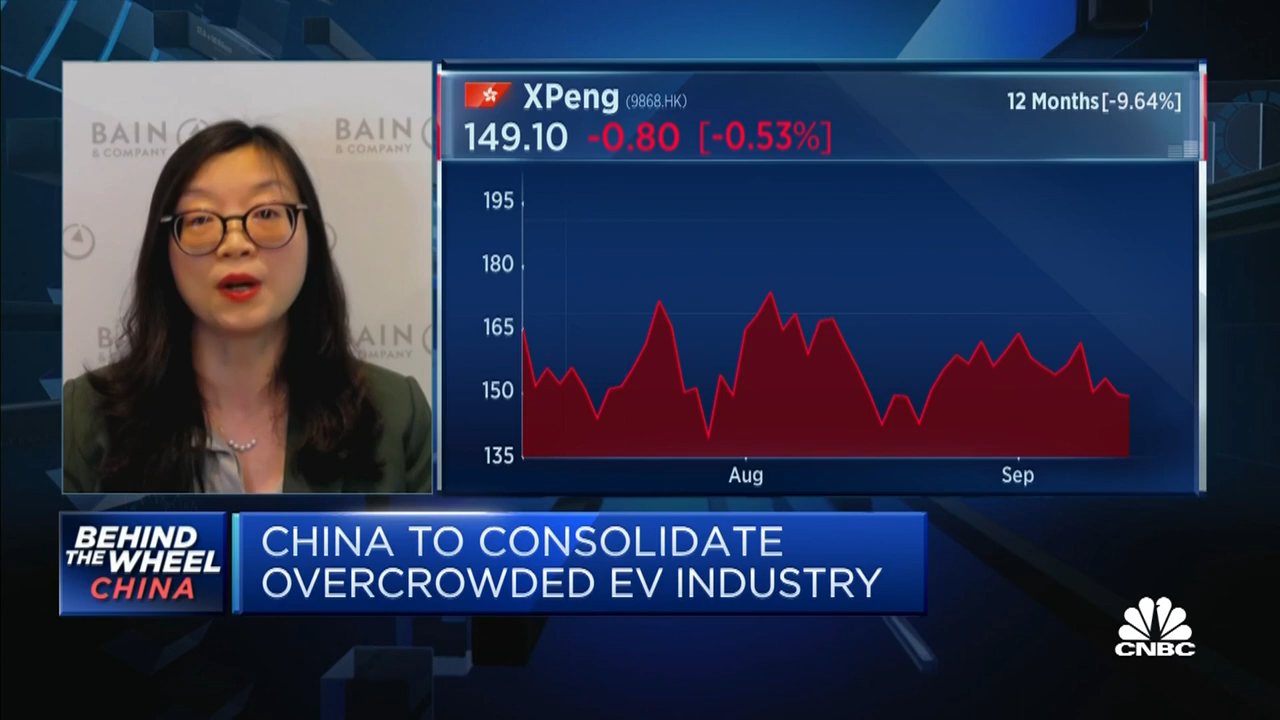 BAIN
& COMPANY
BAIN
& COMPANY
BAIN
XPeng (9868.HK)
12 Months[-9.64%]
149.10 -0.80 [-0.53%]
195
180
165
150
135
Aug
Sep
BEHIND
THE WHEEL
CHINA
CHINA TO CONSOLIDATE
OVERCROWDED EV INDUSTRY
CNBC